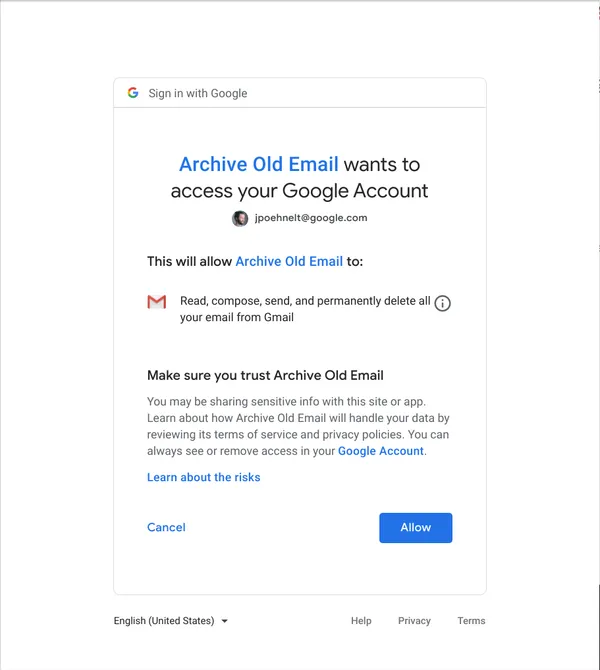 Sign in with Google
Archive Old Email wants to
access your Google Account
jpoehnelt@google.com
This will allow Archive Old Email to:
Read, compose, send, and permanently delete all
your email from Gmail
Make sure you trust Archive Old Email
You may be sharing sensitive info with this site or app.
Learn about how Archive Old Email will handle your data by
reviewing its terms of service and privacy policies. You can
always see or remove access in your Google Account.
Learn about the risks
Cancel
Allow
English (United States)
Help
Privacy
Terms